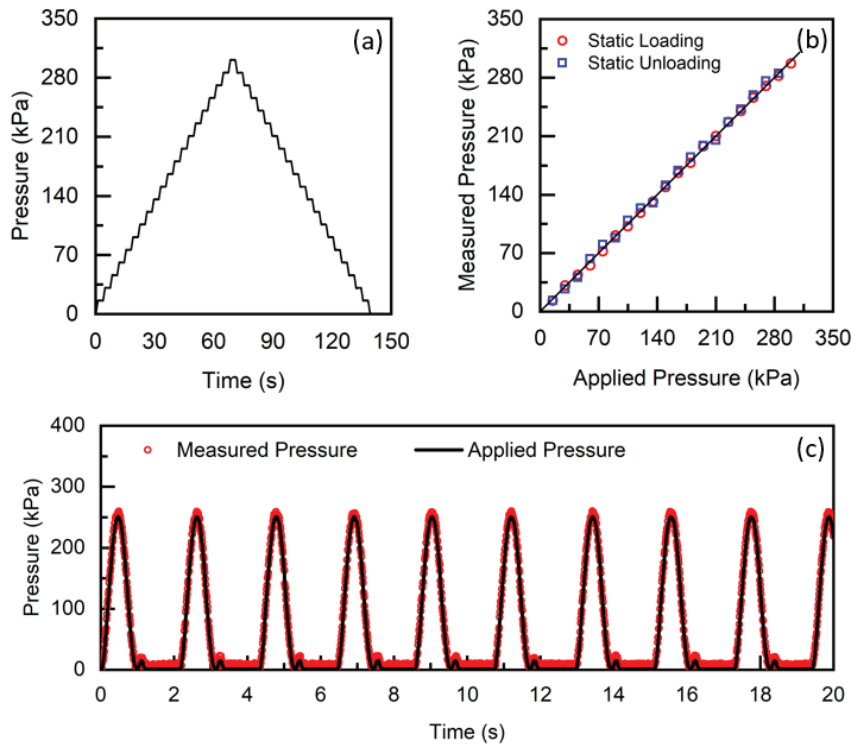 (a)
Pressure (kPa)
350
280
210
140
70
0
0 30 60 90 120 150
Time (s)
(b)
Static Loading
Static Unloading
Measured Pressure (kPa)
350
280
210
140
70
0
0 70 140 210 280 350
Applied Pressure (kPa)
(c)
Measured Pressure Applied Pressure
Pressure (kPa)
400
300
200
100
0
0 2 4 6 8 10 12 14 16 18 20
Time (s)